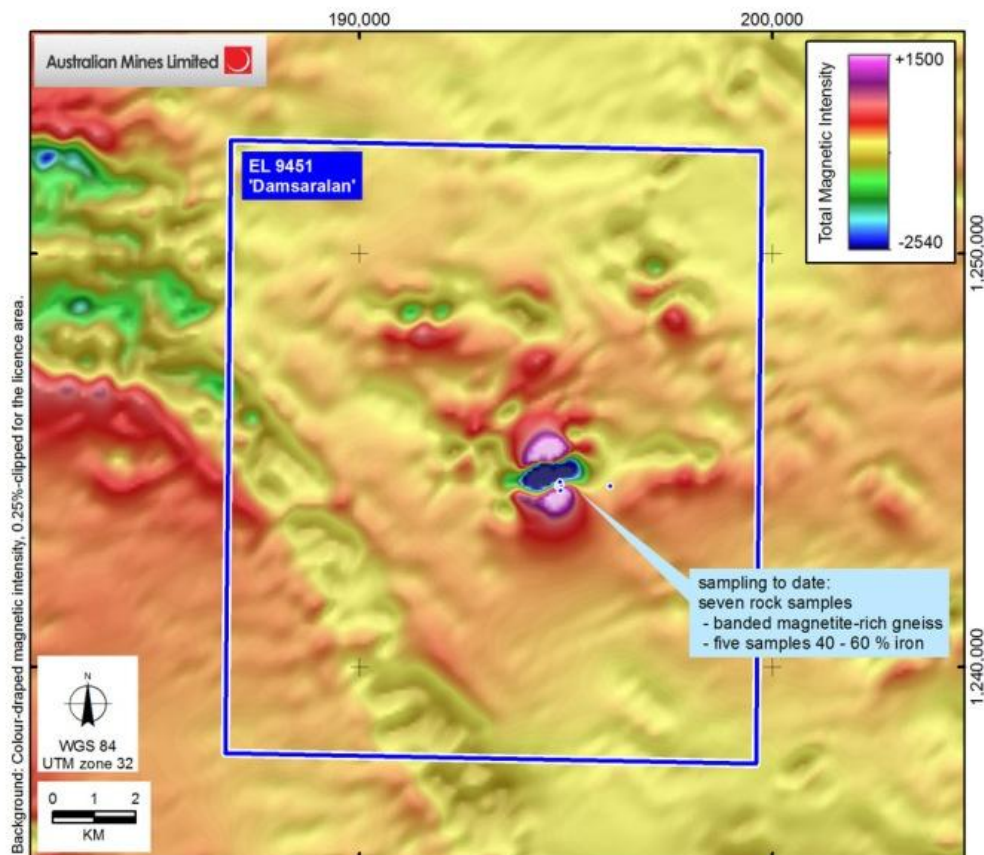 190,000
200,000
Australian Mines Limited
Total Magnetic Intensity
+1500
-2540
EL 9451
'Damsaralan'
1,250,000
1,240,000
sampling to date:
seven rock samples
- banded magnetite-rich gneiss
- five samples 40 - 60 % iron
Background: Colour-draped magnetic intensity, 0.25%-clipped for the licence area.
N
WGS 84
UTM zone 32
0 1 2
KM